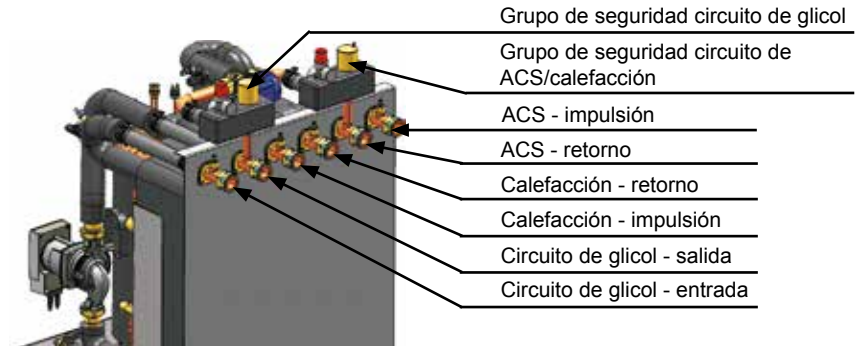 Grupo de seguridad circuito de glicol
Grupo de seguridad circuito de
ACS/calefacción
ACS - impulsión
ACS - retorno
Calefacción - retorno
Calefacción - impulsión
Circuito de glicol - salida
Circuito de glicol - entrada